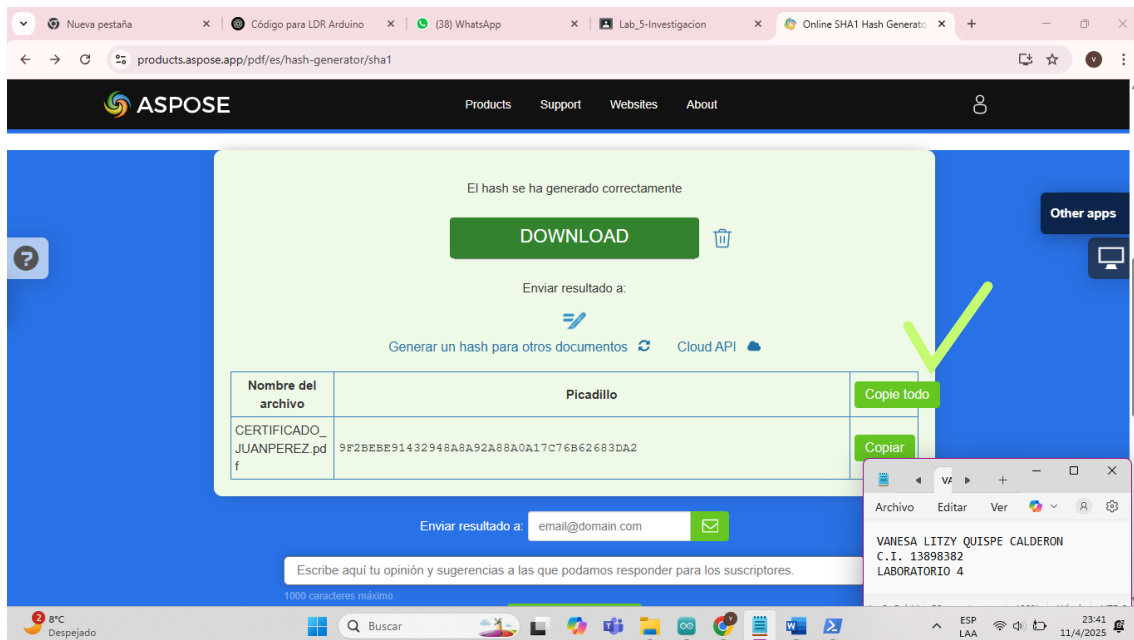 Nueva pestaña
Código para LDR Arduino
(38) WhatsApp
Lab_5-Investigacion
Online SHA1 Hash Generato
products.aspose.app/pdf/es/hash-generator/sha1
V
ASPOSE
Products Support Websites About
El hash se ha generado correctamente
DOWNLOAD
Other apps
Enviar resultado a:
Generar un hash para otros documentos
Cloud API
Nombre del
archivo
Picadillo
Copie todo
CERTIFICADO_
JUANPEREZ.pd
f
9F2BEBE91432948A8A92A88A0A17C76B62683DA2
Copiar
VA
Archivo Editar Ver
VANESA LITZY QUISPE CALDERON
C.I. 13898382
LABORATORIO 4
Enviar resultado a:
email@domain.com
Escribe aquí tu opinión y sugerencias a las que podamos responder para los suscriptores.
1000 caracteres máximo
2
8°C
Despejado
Buscar
ESP
LAA
23:41
11/4/2025